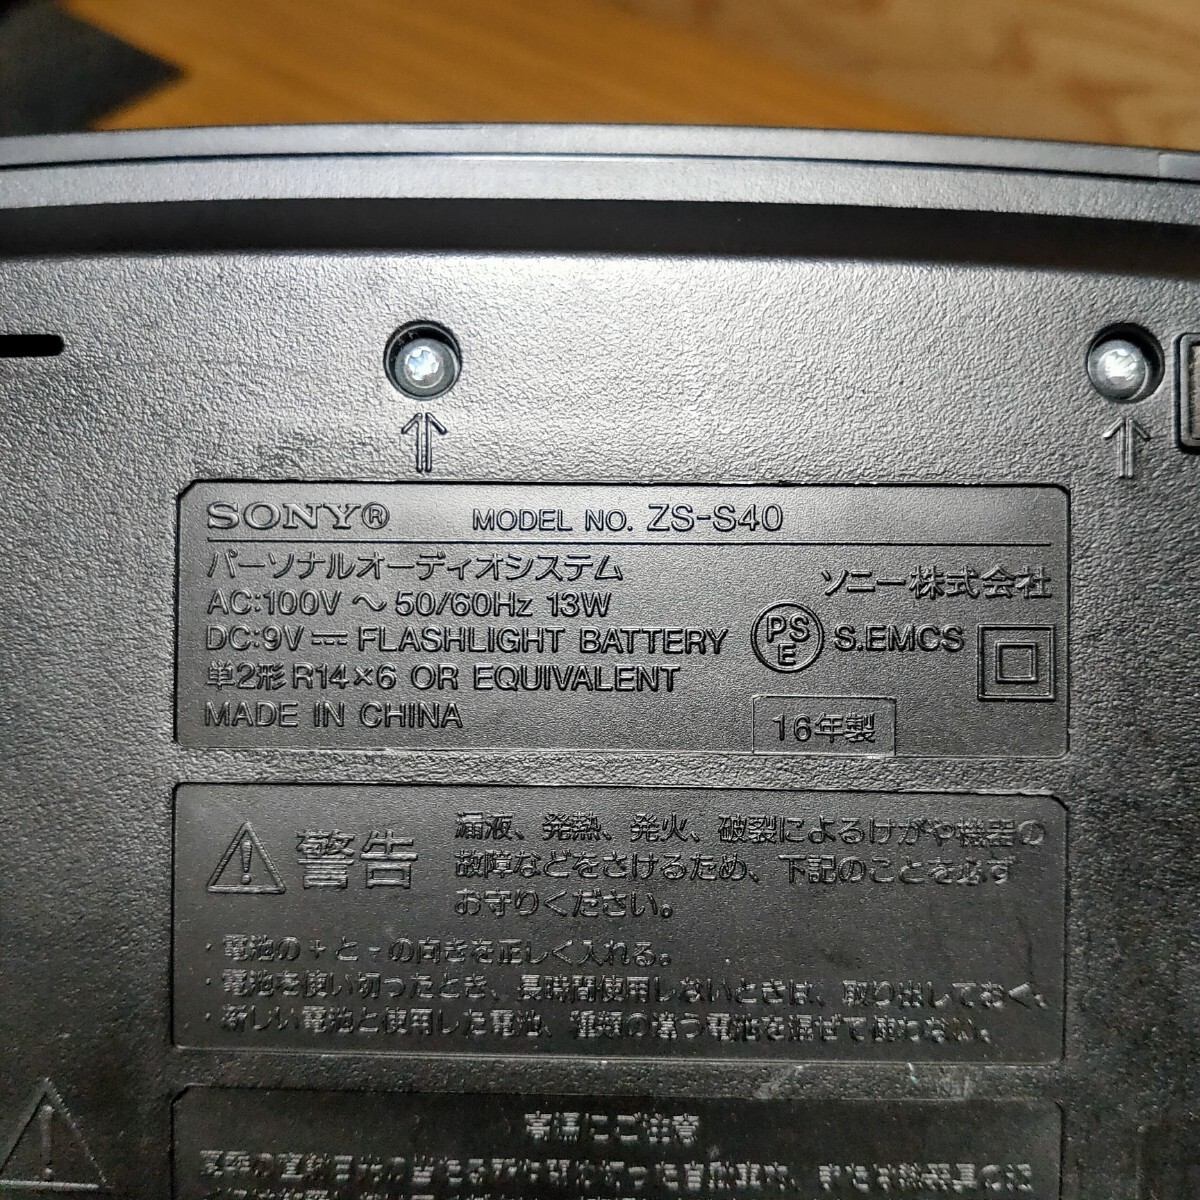 SONY® MODEL NO. ZS-S40
パーソナルオーディオシステム
ソニー株式会社
AC:100V ～ 50/60Hz 13W
DC:9V ⎓ FLASHLIGHT BATTERY
PSE S.EMCS
単2形 R14×6 OR EQUIVALENT
MADE IN CHINA
16年製
警告
漏液、発熱、発火、破裂によるけがや機器の
故障などをさけるため、下記のことを必ず
お守りください。
・電池の＋と－の向きを正しく入れる。
・電池を使い切ったとき、長時間使用しないときは、取り出しておく。
・新しい電池と使用した電池、種類の違う電池を混ぜて使わない。
高温にご注意